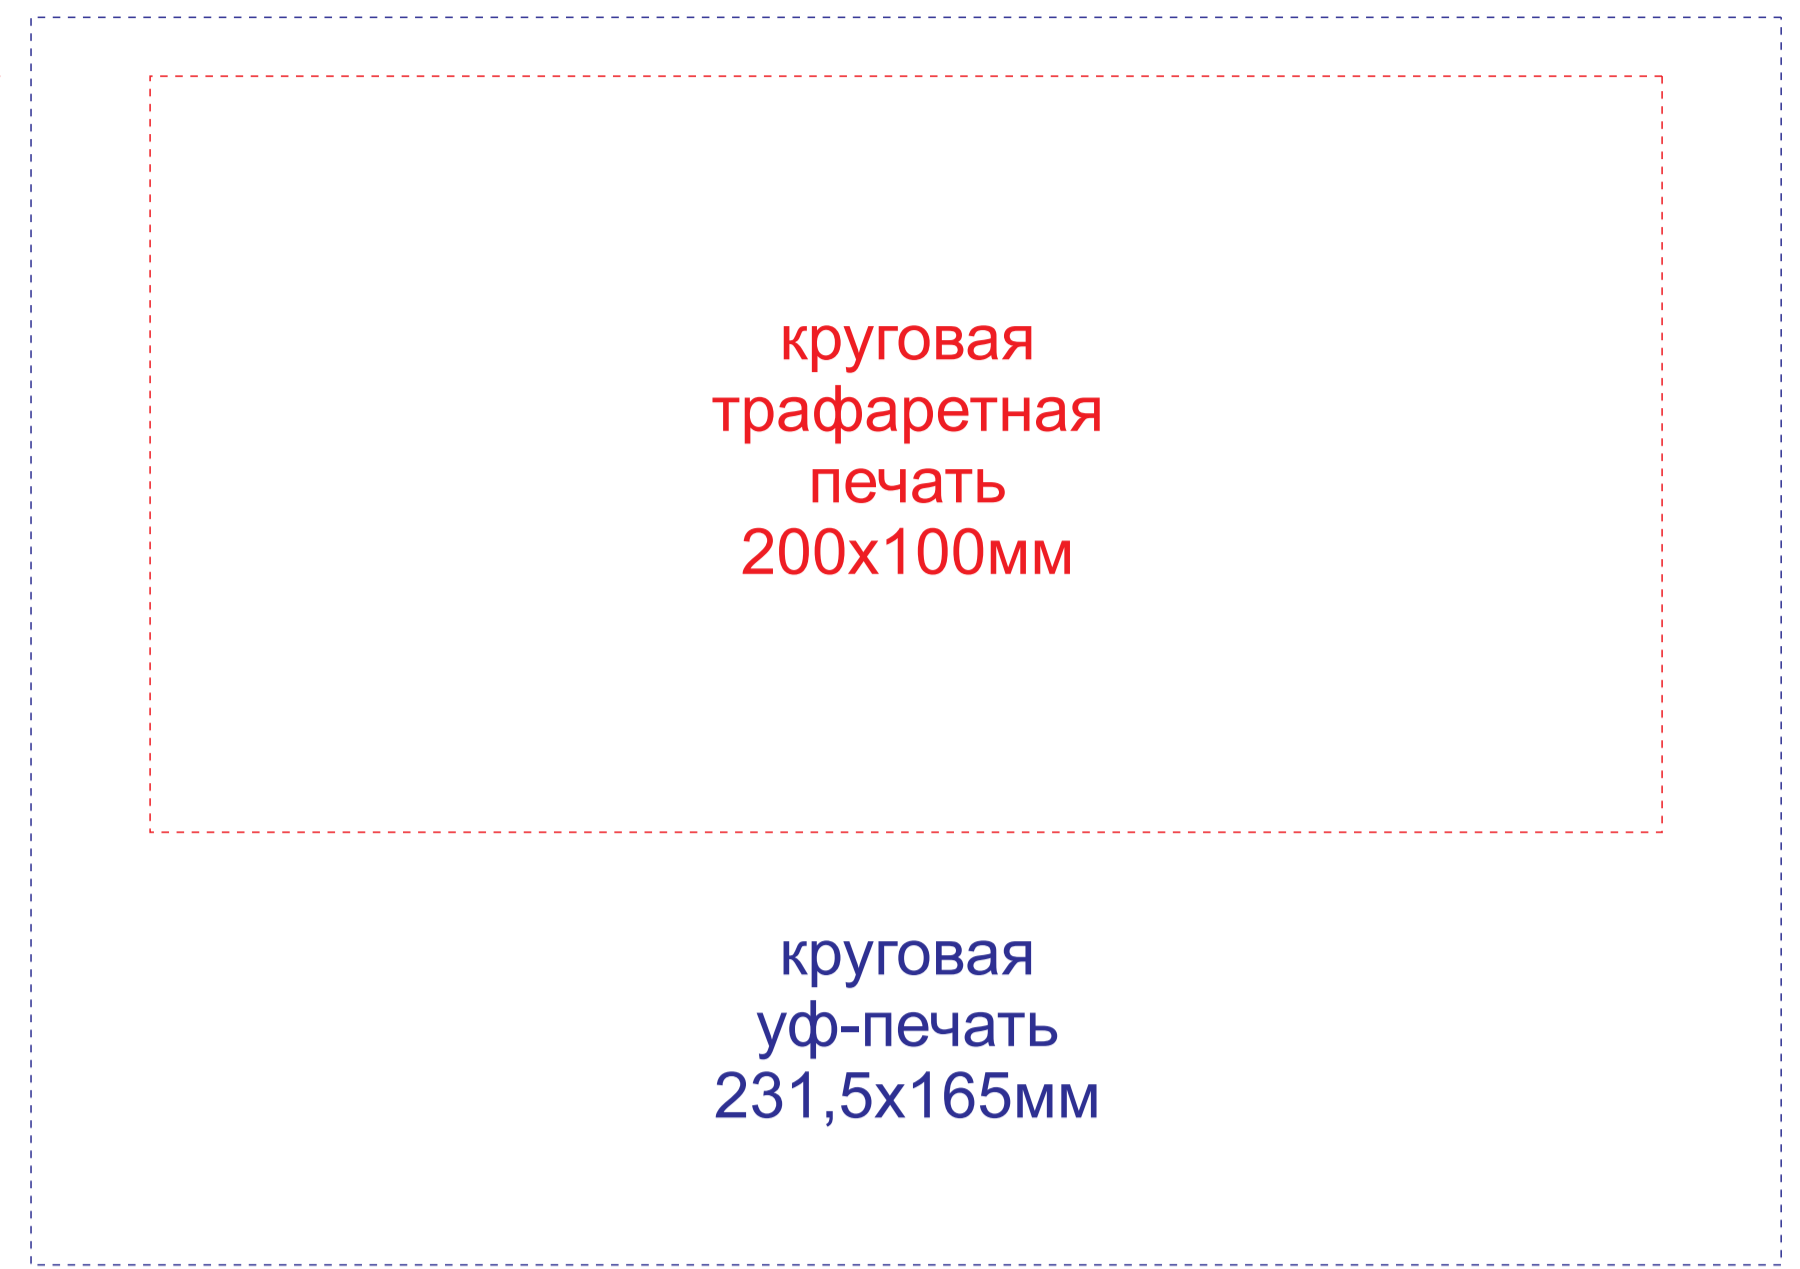 круговая
трафаретная
печать
200х100мм
круговая
уф-печать
231,5х165мм